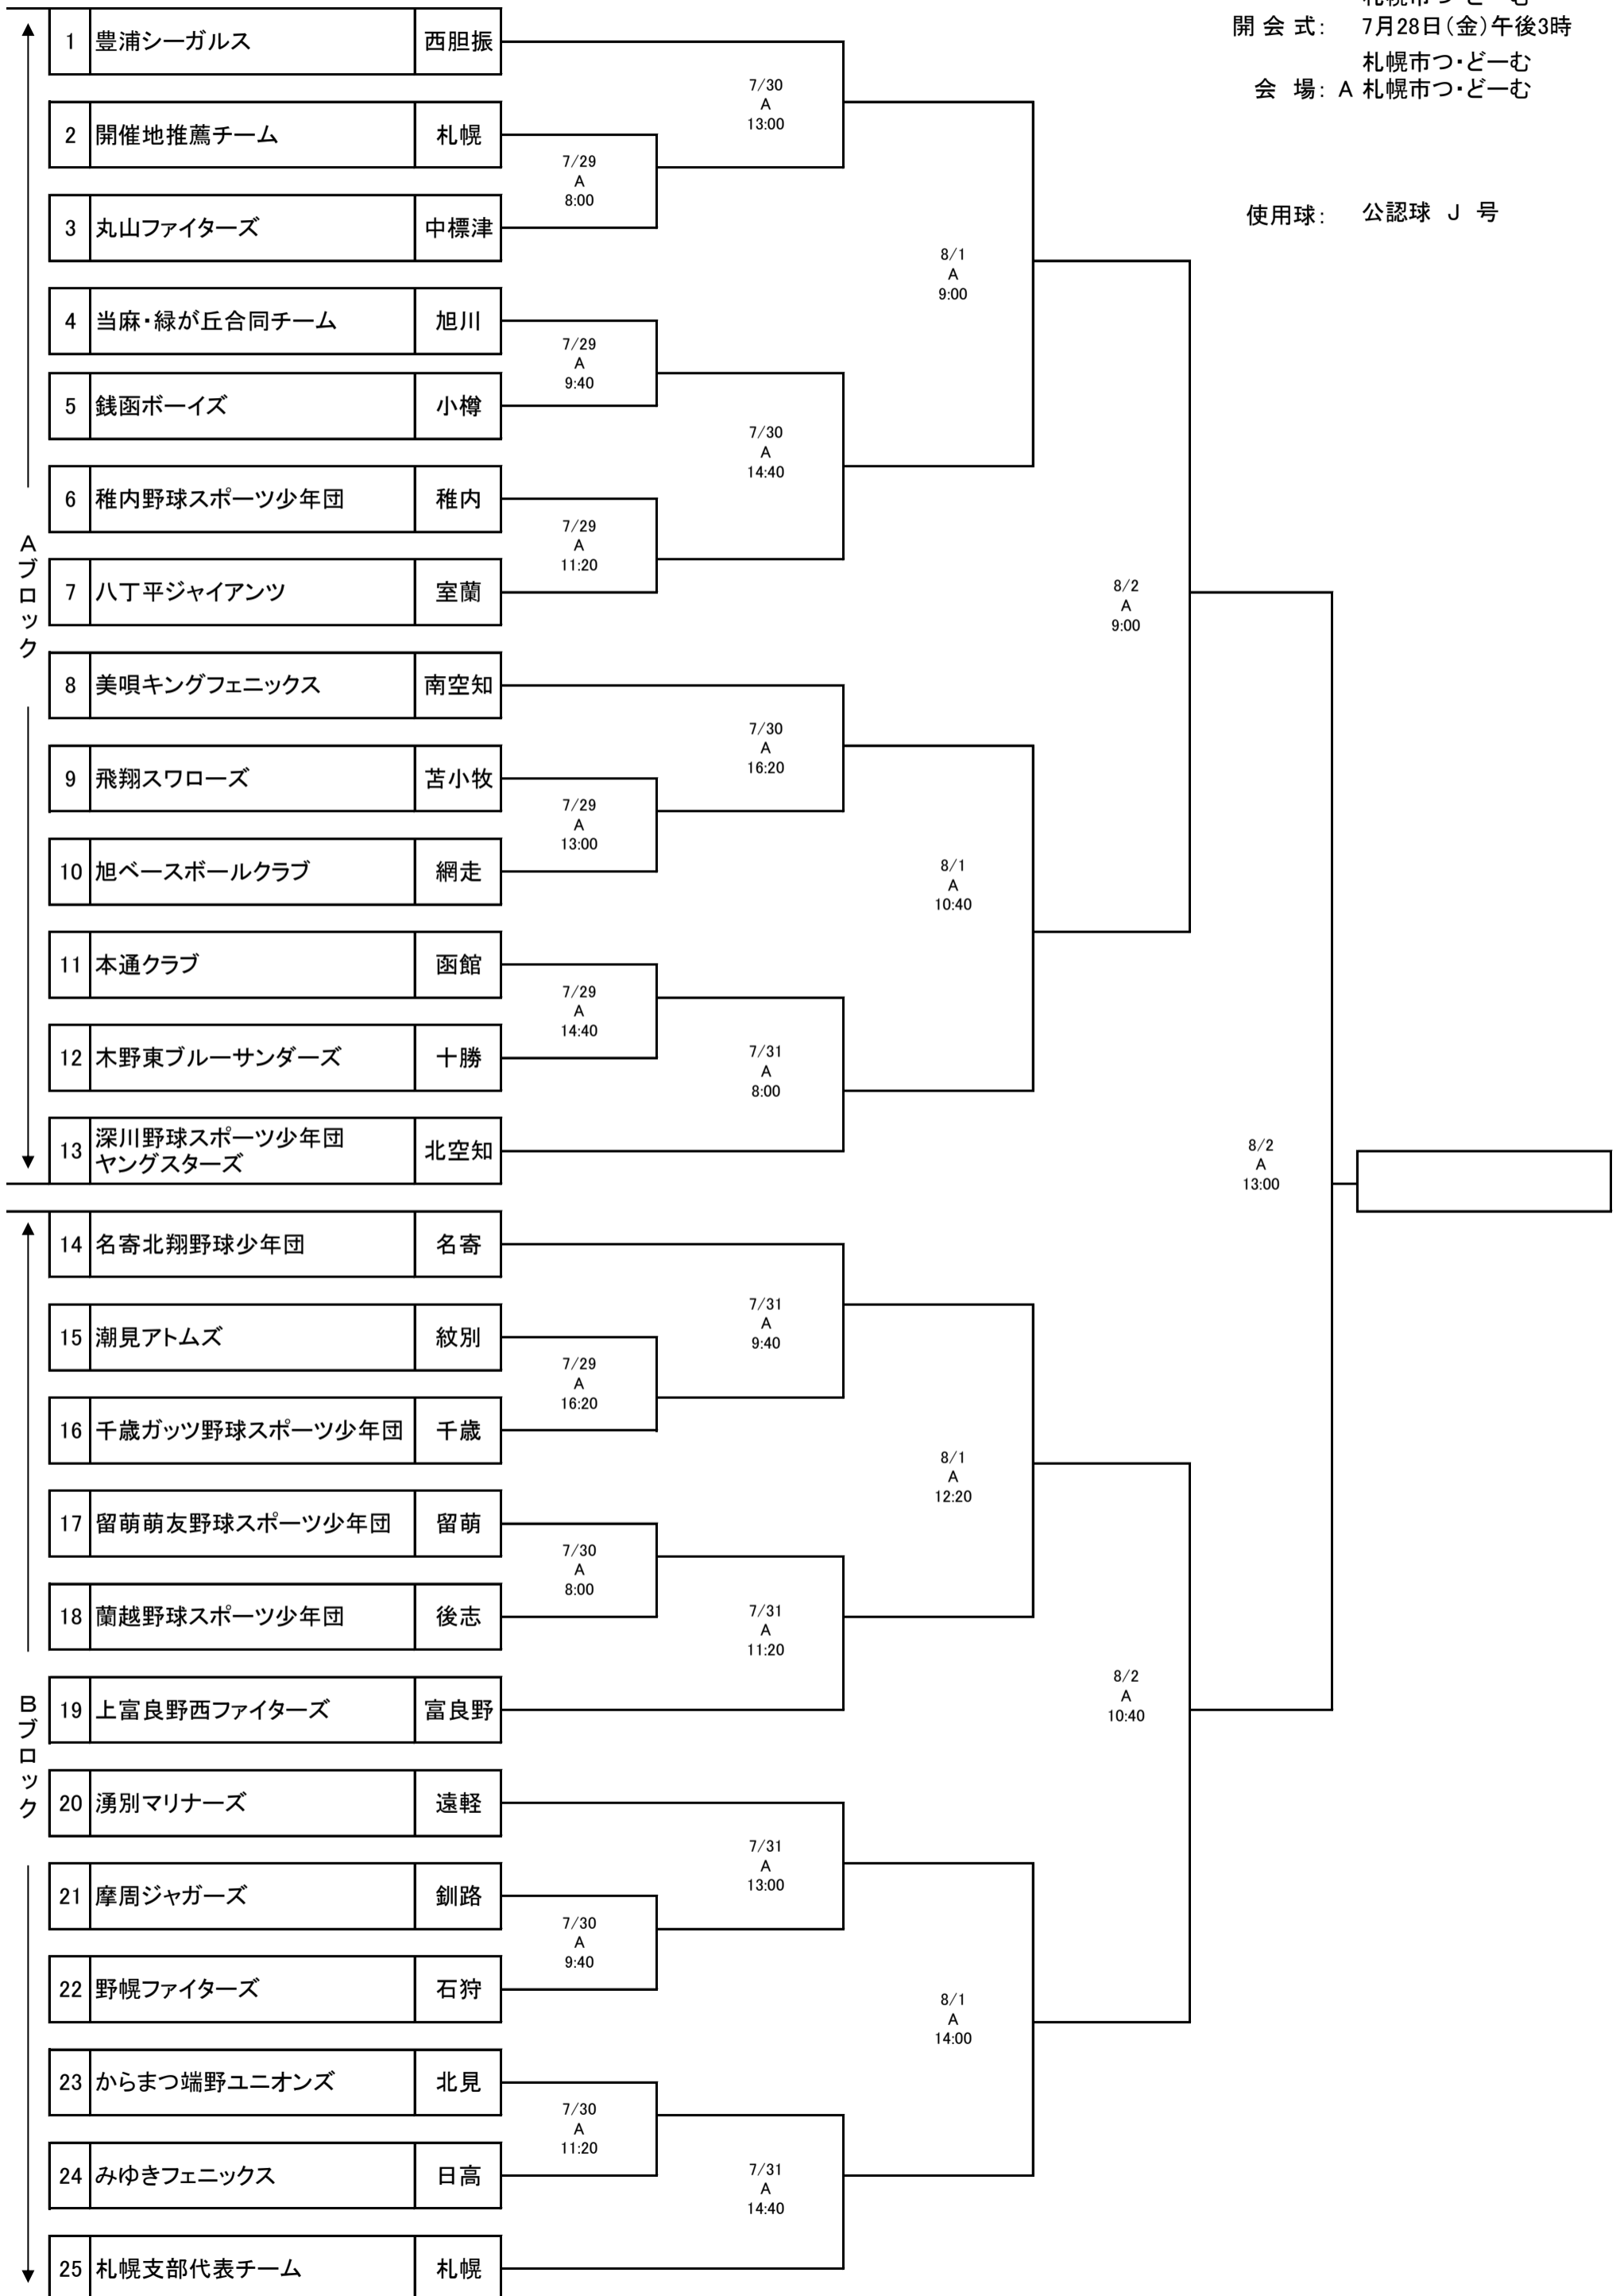 札幌市つ・どーむ
開 会 式： 7月28日（金）午後3時
札幌市つ・どーむ
会 場： A 札幌市つ・どーむ
使用球： 公認球 J 号
Aブロック
1 豊浦シーガルス 西胆振
2 開催地推薦チーム 札幌
3 丸山ファイターズ 中標津
4 当麻・緑が丘合同チーム 旭川
5 銭函ボーイズ 小樽
6 稚内野球スポーツ少年団 稚内
7 八丁平ジャイアンツ 室蘭
8 美唄キングフェニックス 南空知
9 飛翔スワローズ 苫小牧
10 旭ベースボールクラブ 網走
11 本通クラブ 函館
12 木野東ブルーサンダーズ 十勝
13 深川野球スポーツ少年団
ヤングスターズ 北空知
Bブロック
14 名寄北翔野球少年団 名寄
15 潮見アトムズ 紋別
16 千歳ガッツ野球スポーツ少年団 千歳
17 留萌萌友野球スポーツ少年団 留萌
18 蘭越野球スポーツ少年団 後志
19 上富良野西ファイターズ 富良野
20 湧別マリナーズ 遠軽
21 摩周ジャガーズ 釧路
22 野幌ファイターズ 石狩
23 からまつ端野ユニオンズ 北見
24 みゆきフェニックス 日高
25 札幌支部代表チーム 札幌
7/29
A
8:00
7/29
A
9:40
7/29
A
11:20
7/29
A
13:00
7/29
A
14:40
7/29
A
16:20
7/30
A
8:00
7/30
A
9:40
7/30
A
11:20
7/30
A
13:00
7/30
A
14:40
7/30
A
16:20
7/31
A
8:00
7/31
A
9:40
7/31
A
11:20
7/31
A
13:00
7/31
A
14:40
8/1
A
9:00
8/1
A
10:40
8/1
A
12:20
8/1
A
14:00
8/2
A
9:00
8/2
A
10:40
8/2
A
13:00